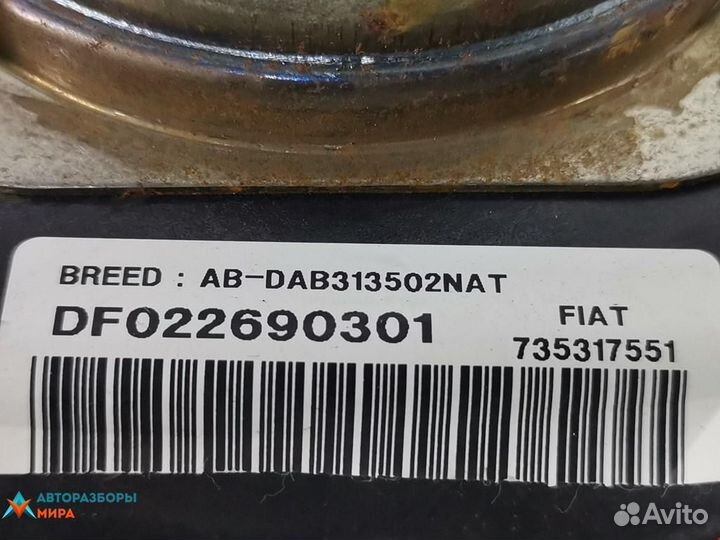 BREED : AB-DAB313502NAT
DF022690301
FIAT
735317551
АВТОРАЗБОРЫ
МИРА
Avito